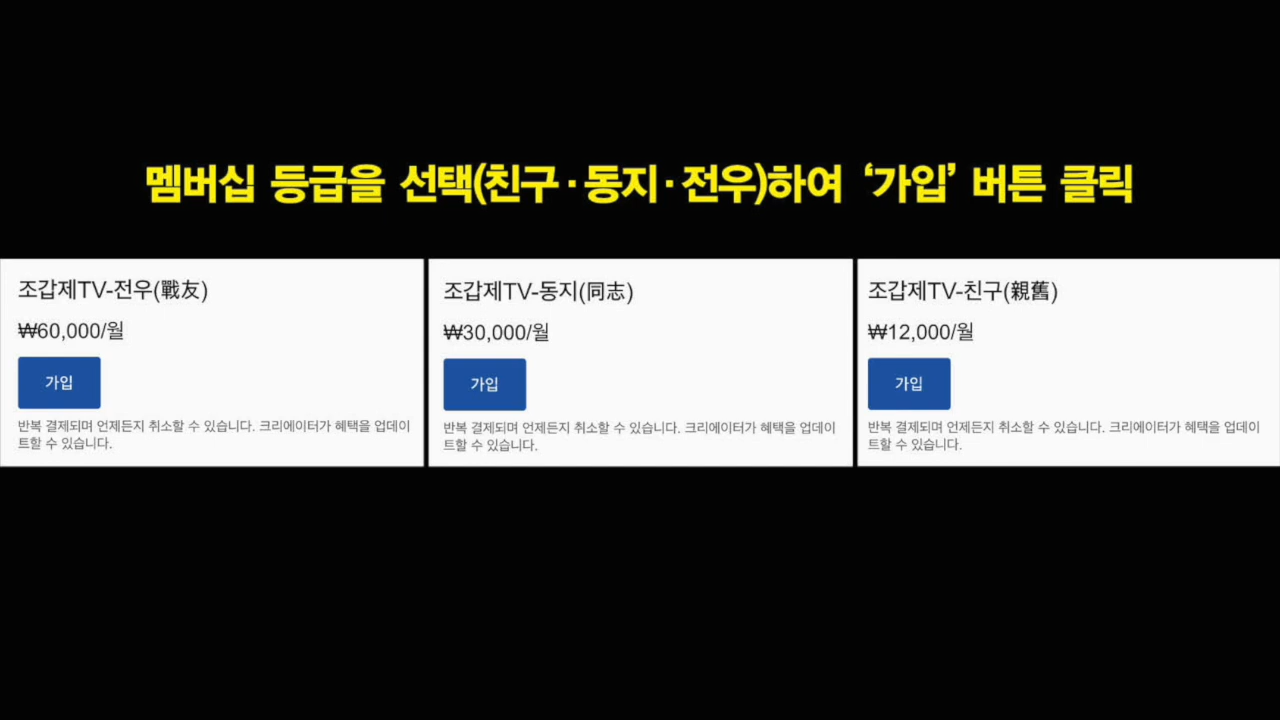 멤버십 등급을 선택(친구·동지·전우)하여 ‘가입’ 버튼 클릭
조갑제TV-전우(戰友)
₩60,000/월
가입
반복 결제되며 언제든지 취소할 수 있습니다. 크리에이터가 혜택을 업데이
트할 수 있습니다.
조갑제TV-동지(同志)
₩30,000/월
가입
반복 결제되며 언제든지 취소할 수 있습니다. 크리에이터가 혜택을 업데이
트할 수 있습니다.
조갑제TV-친구(親舊)
₩12,000/월
가입
반복 결제되며 언제든지 취소할 수 있습니다. 크리에이터가 혜택을 업데이
트할 수 있습니다.